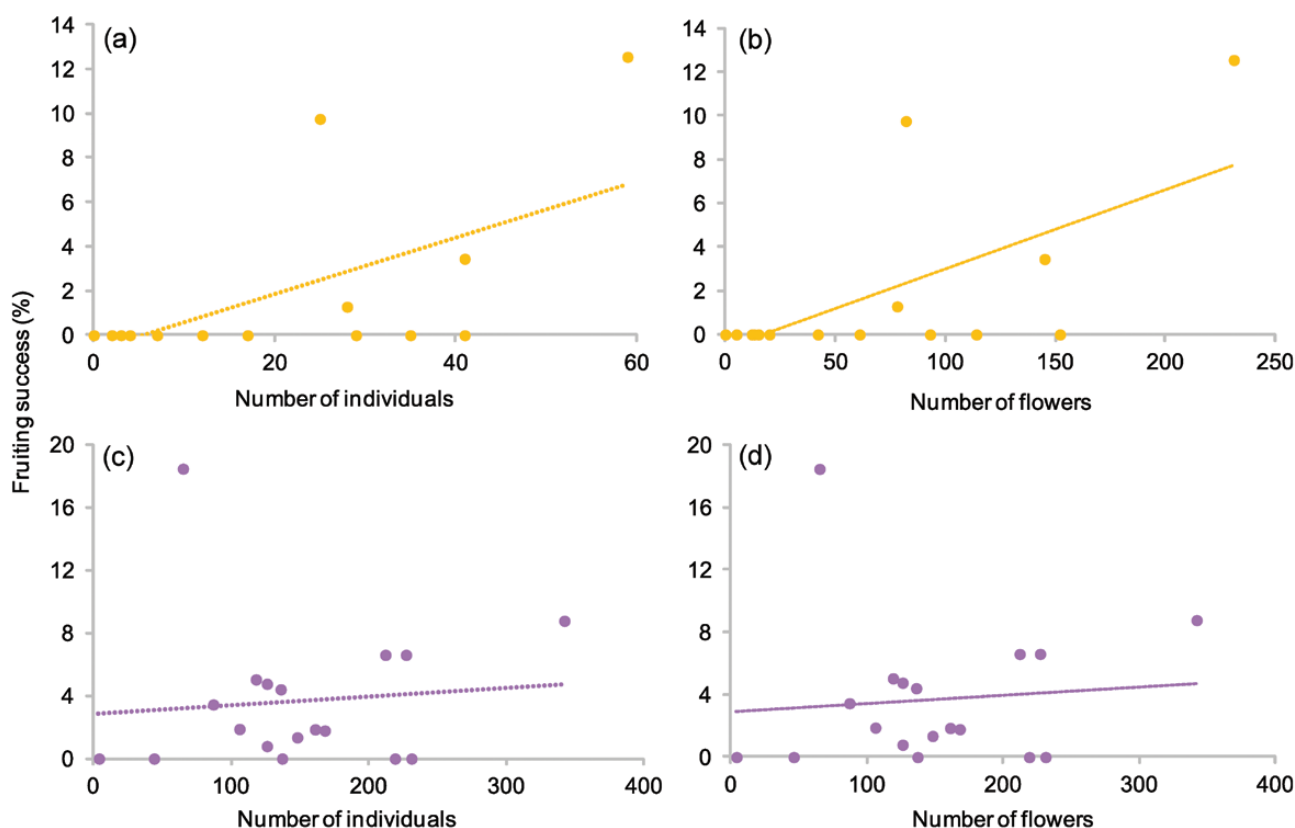 (a)
14
12
10
8
6
4
2
0
0 20 40 60
Number of individuals
(b)
14
12
10
8
6
4
2
0
0 50 100 150 200 250
Number of flowers
Fruiting success (%)
(c)
20
16
12
8
4
0
0 100 200 300 400
Number of individuals
(d)
20
16
12
8
4
0
0 100 200 300 400
Number of flowers